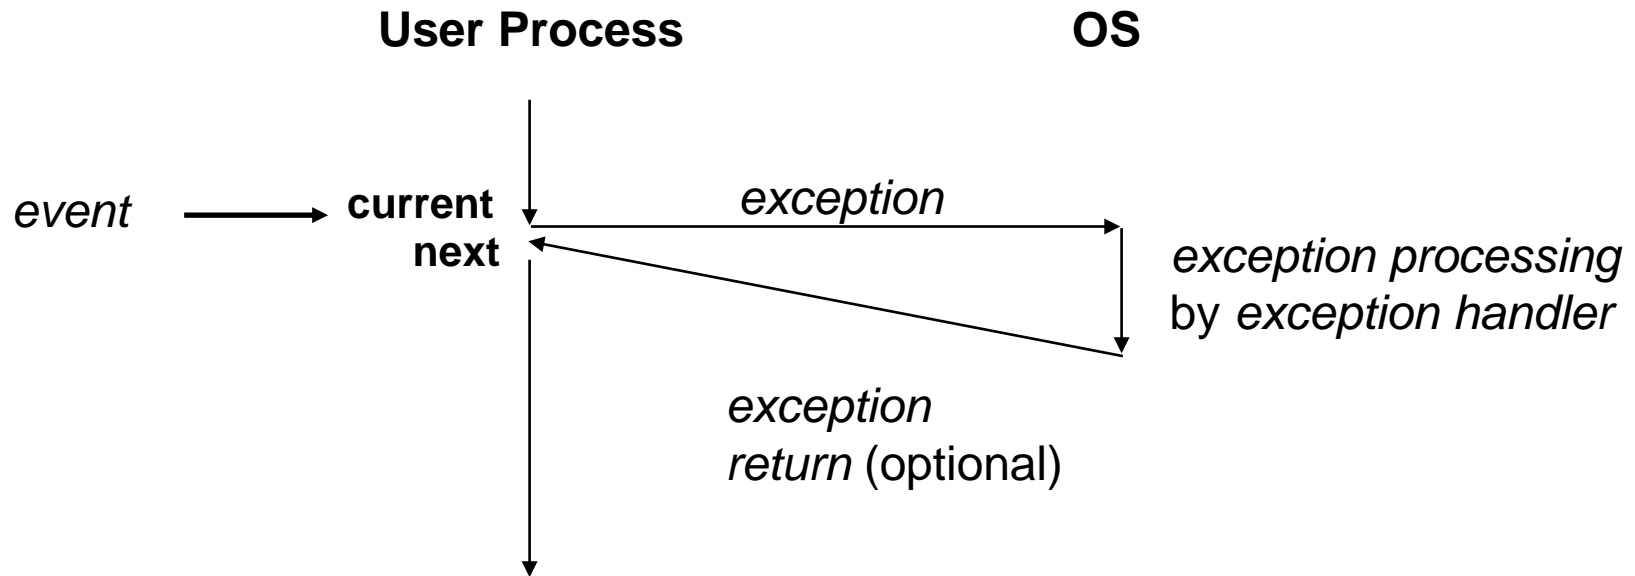 User Process
OS
event
current
next
exception
exception processing
by exception handler
exception
return (optional)